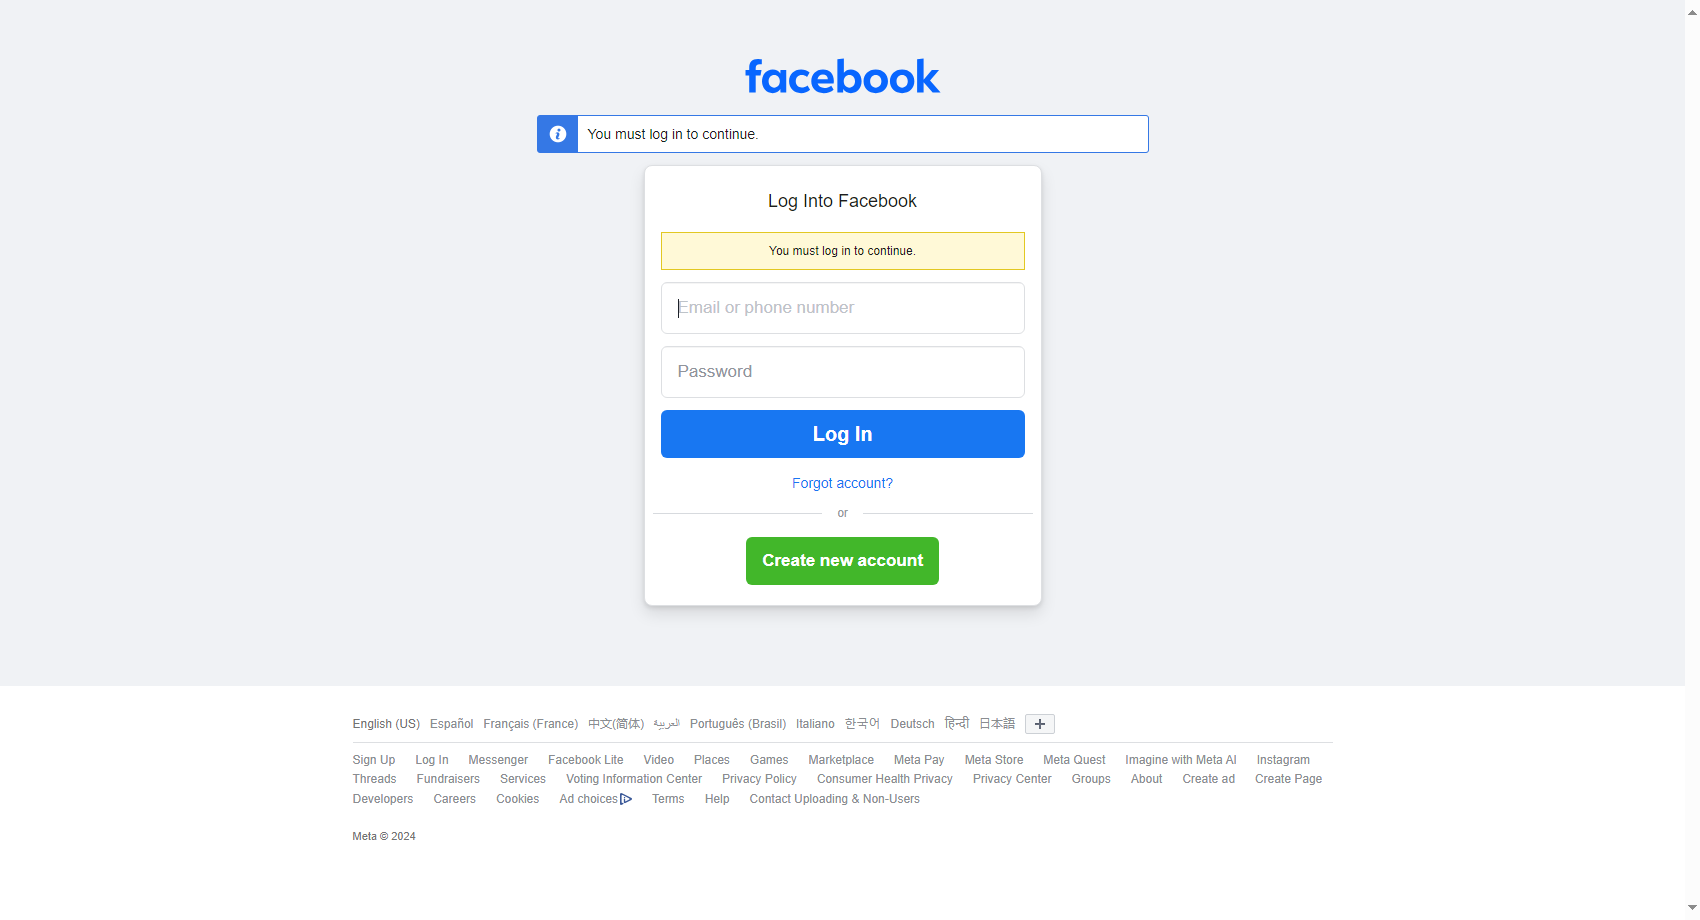 facebook
You must log in to continue.
Log Into Facebook
You must log in to continue.
Email or phone number
Password
Log In
Forgot account?
or
Create new account
English (US) Español Français (France) 中文(简体) العربية Português (Brasil) Italiano 한국어 Deutsch हिन्दी 日本語
Sign Up Log In Messenger Facebook Lite Video Places Games Marketplace Meta Pay Meta Store Meta Quest Imagine with Meta AI Instagram
Threads Fundraisers Services Voting Information Center Privacy Policy Consumer Health Privacy Privacy Center Groups About Create ad Create Page
Developers Careers Cookies Ad choices Terms Help Contact Uploading & Non-Users
Meta © 2024